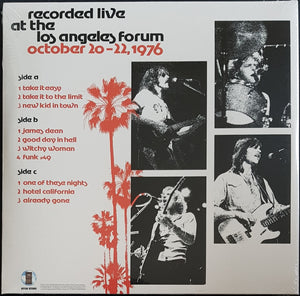 recorded live
at the
los angeles forum
october 20-22, 1976
side a
1 take it easy
2 take it to the limit
3 new kid in town
side b
1 james dean
2 good day in hell
3 witchy woman
4 funk #49
side c
1 one of these nights
2 hotel california
3 already gone